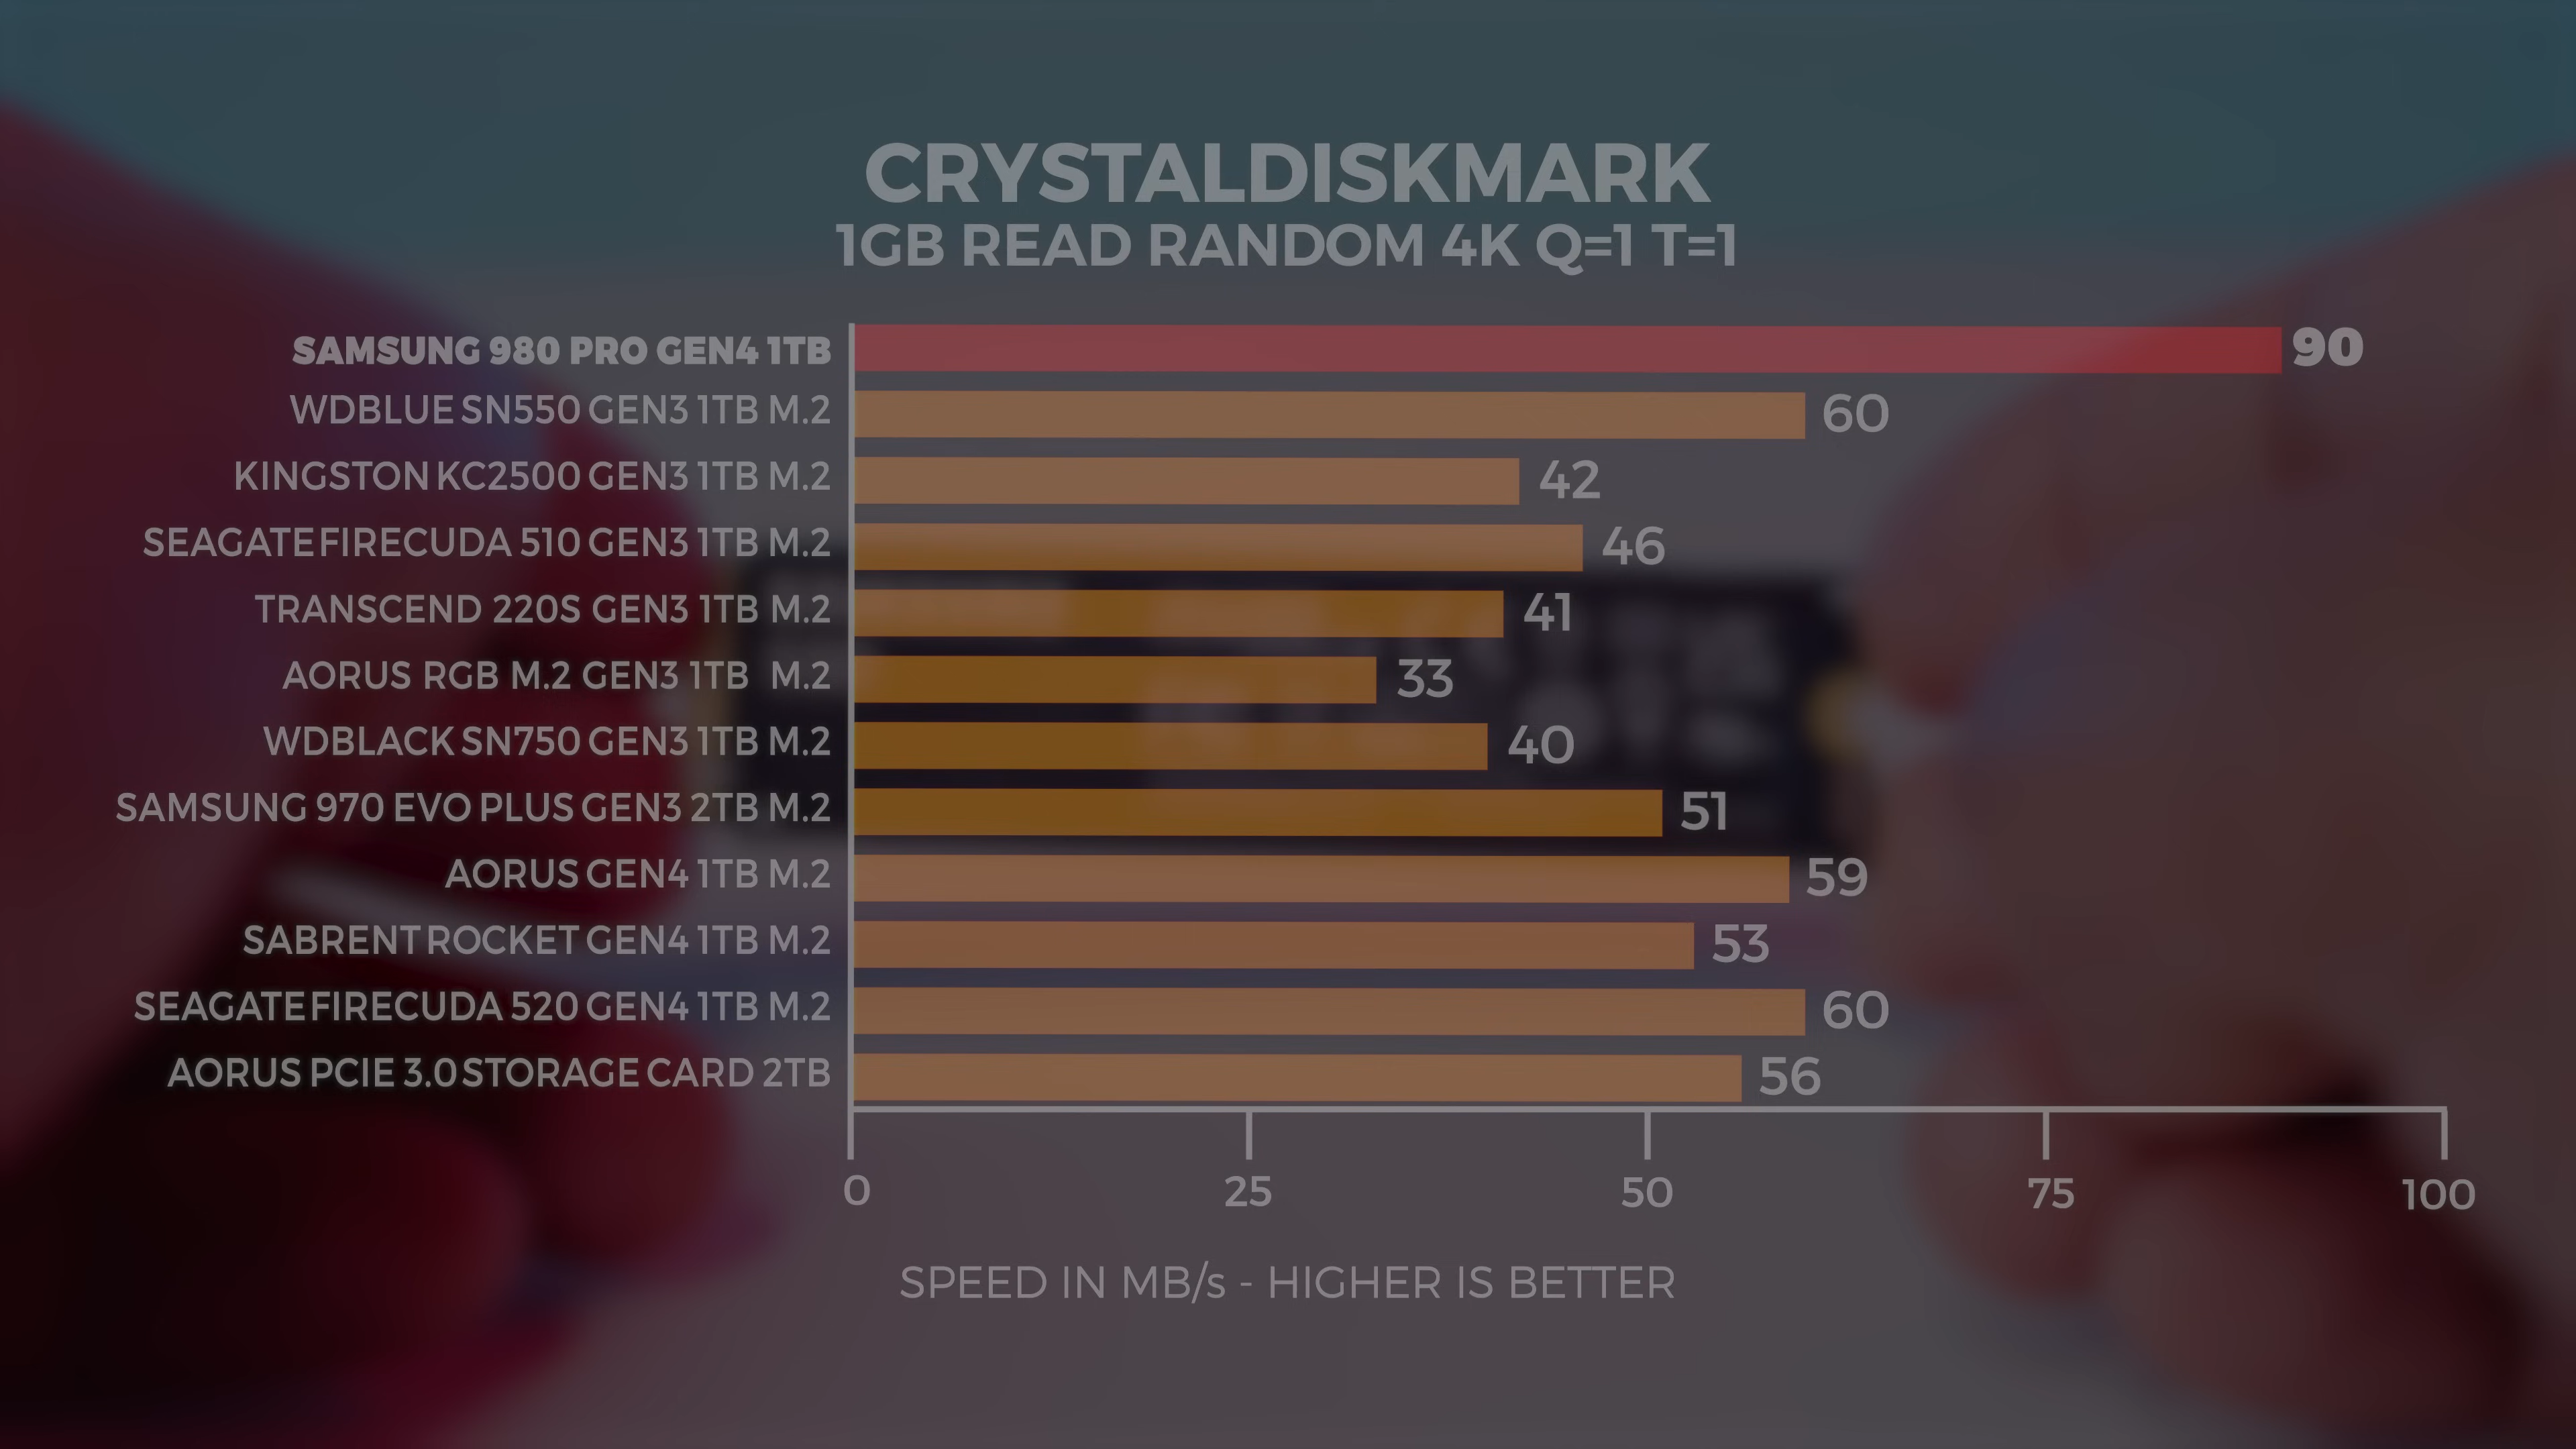 CRYSTALDISKMARK
1GB READ RANDOM 4K Q=1 T=1
SAMSUNG 980 PRO GEN4 1TB 90
WDBLUE SN550 GEN3 1TB M.2 60
KINGSTON KC2500 GEN3 1TB M.2 42
SEAGATE FIRECUDA 510 GEN3 1TB M.2 46
TRANSCEND 220S GEN3 1TB M.2 41
AORUS RGB M.2 GEN3 1TB M.2 33
WDBLACK SN750 GEN3 1TB M.2 40
SAMSUNG 970 EVO PLUS GEN3 2TB M.2 51
AORUS GEN4 1TB M.2 59
SABRENT ROCKET GEN4 1TB M.2 53
SEAGATE FIRECUDA 520 GEN4 1TB M.2 60
AORUS PCIE 3.0 STORAGE CARD 2TB 56
0 25 50 75 100
SPEED IN MB/s - HIGHER IS BETTER